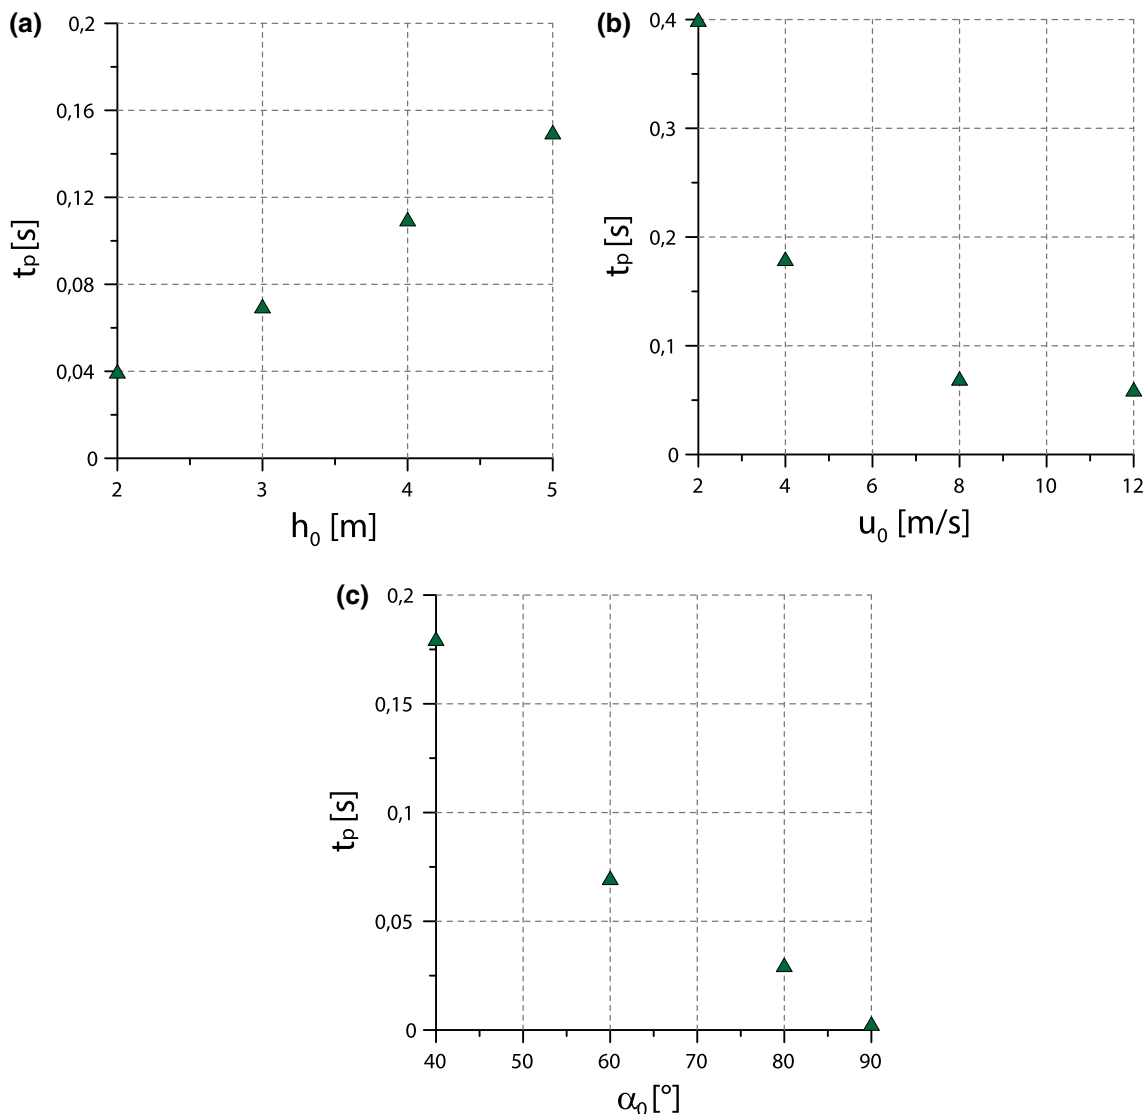 (a)
0,2
0,16
0,12
0,08
0,04
0
tₚ [s]
2 3 4 5
h₀ [m]
(b)
0,4
0,3
0,2
0,1
0
tₚ [s]
2 4 6 8 10 12
u₀ [m/s]
(c)
0,2
0,15
0,1
0,05
0
tₚ [s]
40 50 60 70 80 90
α₀ [°]